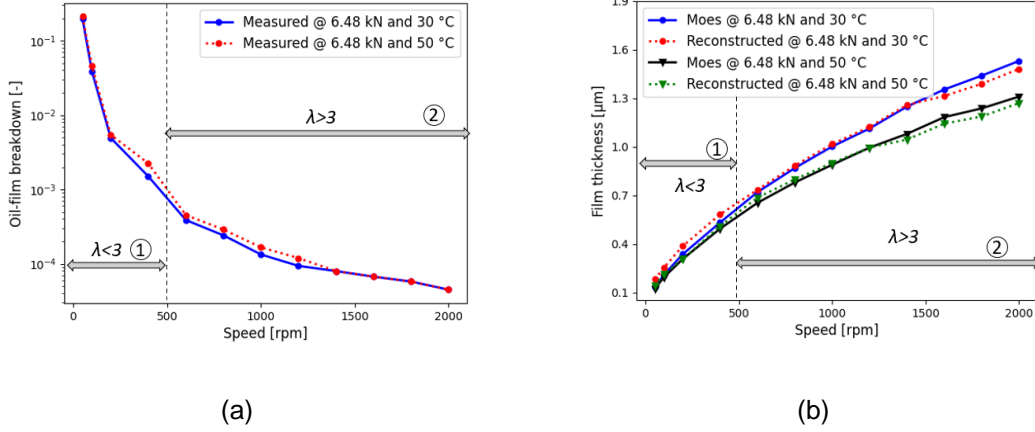 Measured @ 6.48 kN and 30 °C
Measured @ 6.48 kN and 50 °C
Oil-film breakdown [-]
10⁻¹
10⁻²
10⁻³
10⁻⁴
λ>3
②
λ<3 ①
0 500 1000 1500 2000
Speed [rpm]
(a)
Moes @ 6.48 kN and 30 °C
Reconstructed @ 6.48 kN and 30 °C
Moes @ 6.48 kN and 50 °C
Reconstructed @ 6.48 kN and 50 °C
Film thickness [μm]
1.9
1.6
1.3
1.0
0.7
0.4
0.1
①
λ<3
λ>3
②
0 500 1000 1500 2000
Speed [rpm]
(b)